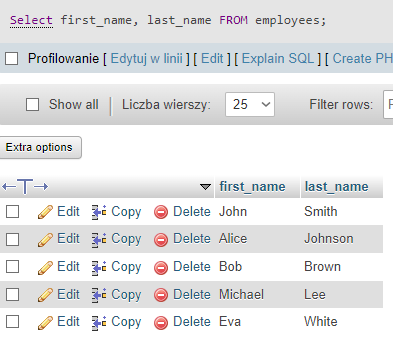 Select first_name, last_name FROM employees;
Profilowanie [ Edytuj w linii ] [ Edit ] [ Explain SQL ] [ Create PH
Show all | Liczba wierszy: 25 Filter rows:
Extra options
first_name last_name
Edit Copy Delete John Smith
Edit Copy Delete Alice Johnson
Edit Copy Delete Bob Brown
Edit Copy Delete Michael Lee
Edit Copy Delete Eva White